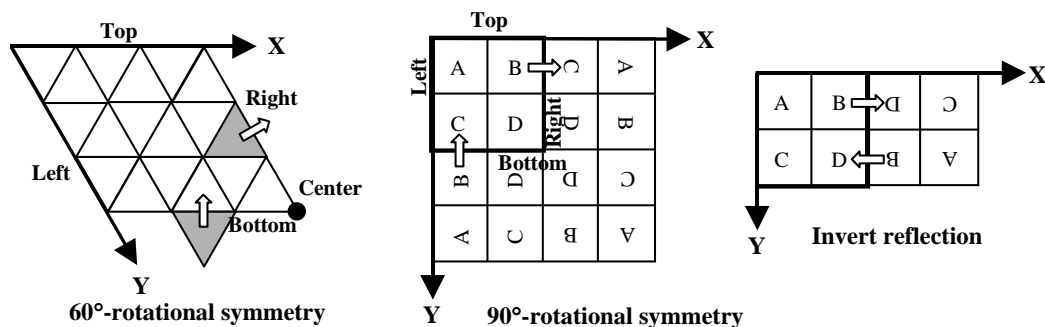 Top
X
Right
Left
Center
Bottom
Y
60°-rotational symmetry
Top
X
Left
Right
A B C A
C D D B
Bottom
B D D C
A C B A
Y
90°-rotational symmetry
X
A B D C
C D B A
Y
Invert reflection